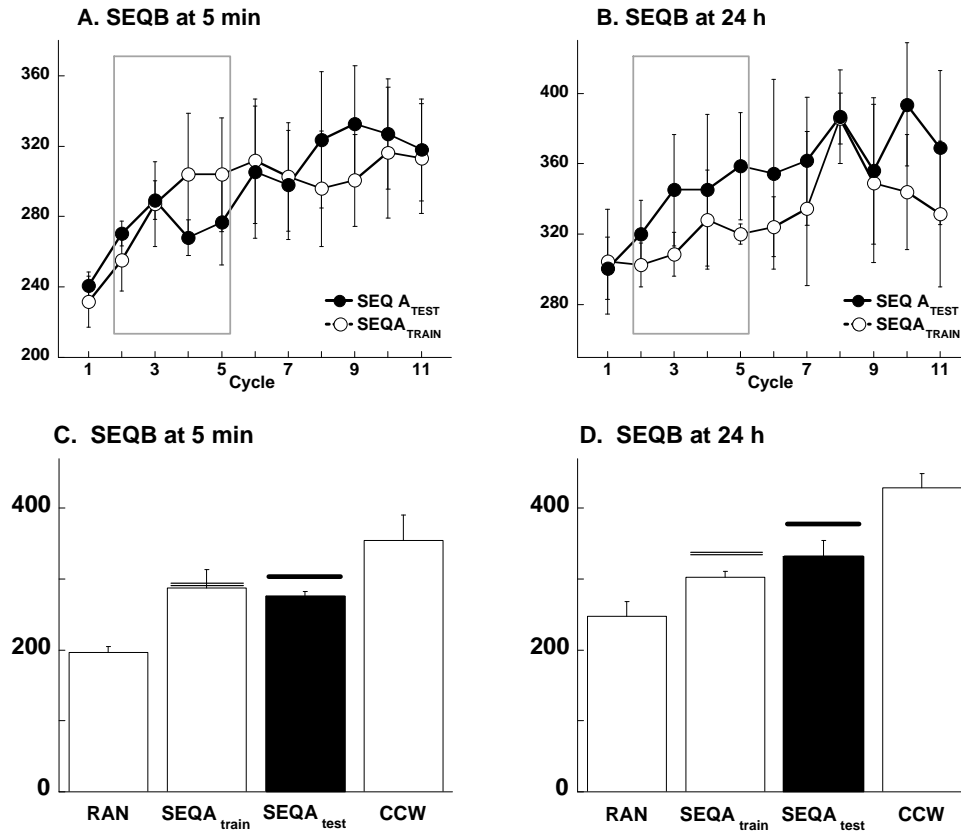 A. SEQB at 5 min
360
320
280
240
200
1 3 5 7 9 11
Cycle
SEQ A TEST
SEQA TRAIN
B. SEQB at 24 h
400
360
320
280
1 3 5 7 9 11
Cycle
SEQ A TEST
SEQA TRAIN
C. SEQB at 5 min
400
200
0
RAN SEQA train SEQA test CCW
D. SEQB at 24 h
400
200
0
RAN SEQA train SEQA test CCW